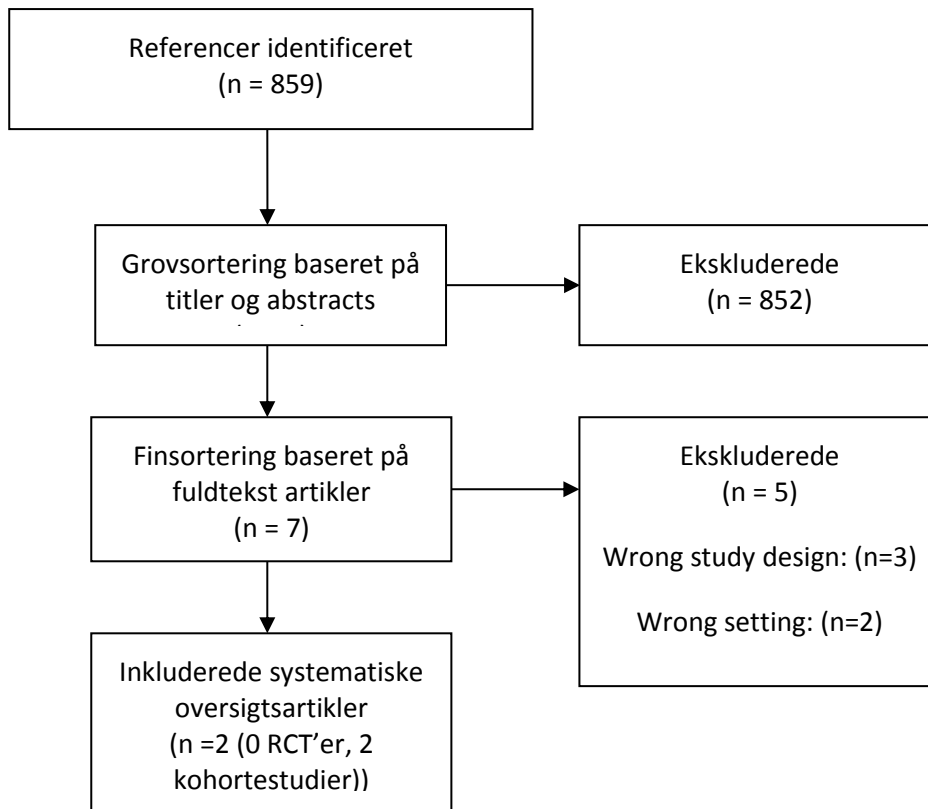 Referencer identificeret
(n = 859)
Grovsortering baseret på
titler og abstracts
Ekskluderede
(n = 852)
Finsortering baseret på
fuldtekst artikler
(n = 7)
Ekskluderede
(n = 5)
Wrong study design: (n=3)
Wrong setting: (n=2)
Inkluderede systematiske
oversigtsartikler
(n =2 (0 RCT’er, 2
kohortestudier))